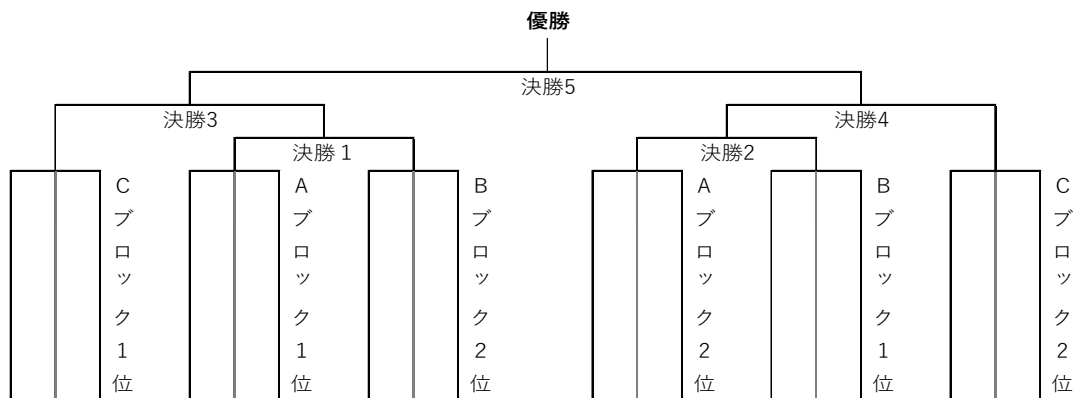 優勝
決勝5
決勝3
決勝4
決勝１
決勝2
Cブロック1位
Aブロック1位
Bブロック2位
Aブロック2位
Bブロック1位
Cブロック2位